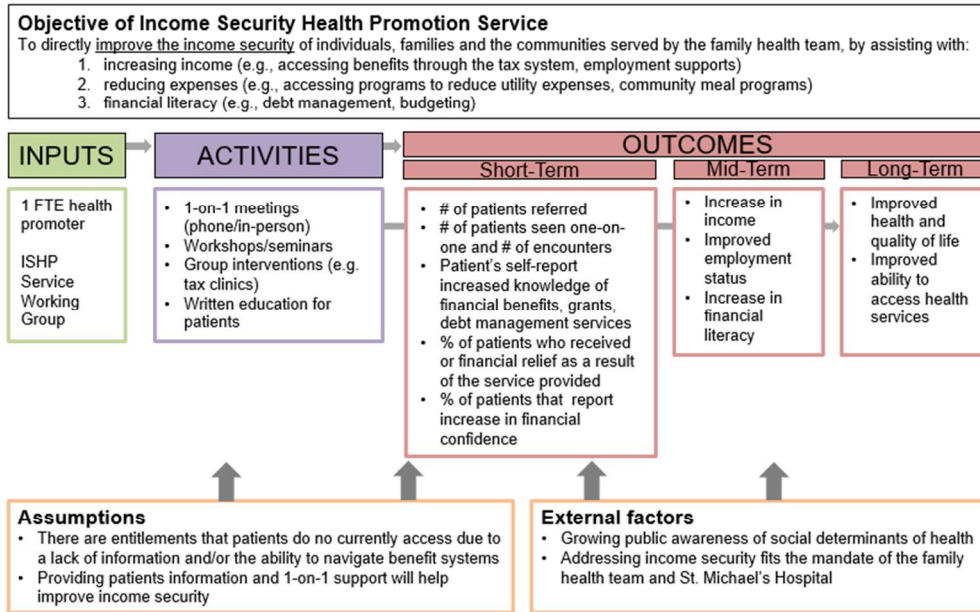 Objective of Income Security Health Promotion Service
To directly improve the income security of individuals, families and the communities served by the family health team, by assisting with:
1. increasing income (e.g., accessing benefits through the tax system, employment supports)
2. reducing expenses (e.g., accessing programs to reduce utility expenses, community meal programs)
3. financial literacy (e.g., debt management, budgeting)
INPUTS
1 FTE health
promoter
ISHP
Service
Working
Group
ACTIVITIES
• 1-on-1 meetings
(phone/in-person)
• Workshops/seminars
• Group interventions (e.g.
tax clinics)
• Written education for
patients
OUTCOMES
Short-Term
• # of patients referred
• # of patients seen one-on-
one and # of encounters
• Patient's self-report
increased knowledge of
financial benefits, grants,
debt management services
• % of patients who received
or financial relief as a result
of the service provided
• % of patients that report
increase in financial
confidence
Mid-Term
• Increase in
income
• Improved
employment
status
• Increase in
financial
literacy
Long-Term
• Improved
health and
quality of life
• Improved
ability to
access health
services
Assumptions
• There are entitlements that patients do no currently access due to
a lack of information and/or the ability to navigate benefit systems
• Providing patients information and 1-on-1 support will help
improve income security
External factors
• Growing public awareness of social determinants of health
• Addressing income security fits the mandate of the family
health team and St. Michael's Hospital